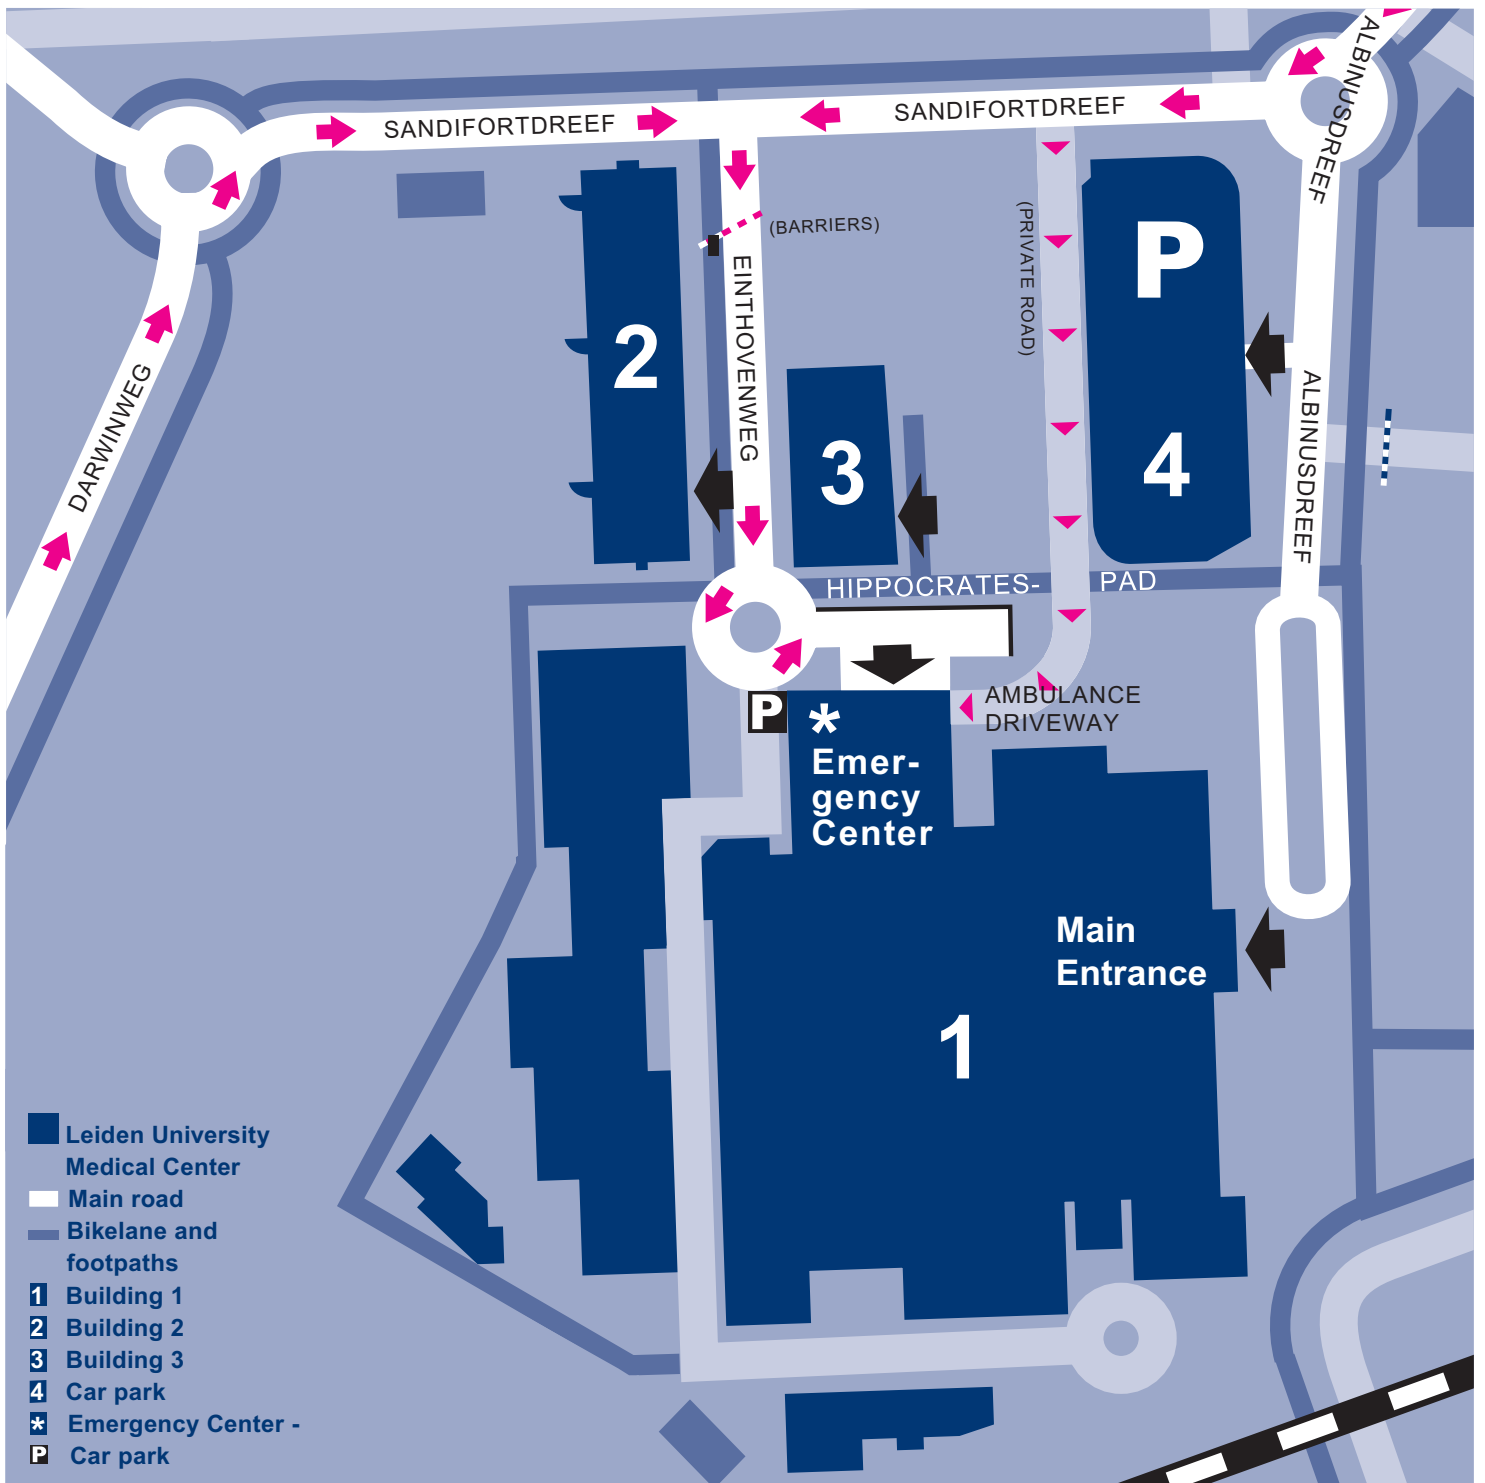 ALBINUSDREEF
SANDIFORTDREEF
SANDIFORTDREEF
(BARRIERS)
(PRIVATE ROAD)
P
EINTHOVENWEG
2
DARWINWEG
3
4
ALBINUSDREEF
HIPPOCRATES-
PAD
P
*
Emer-
gency
Center
AMBULANCE
DRIVEWAY
Main
Entrance
1
Leiden University
Medical Center
Main road
Bikelane and
footpaths
1 Building 1
2 Building 2
3 Building 3
4 Car park
* Emergency Center -
P Car park